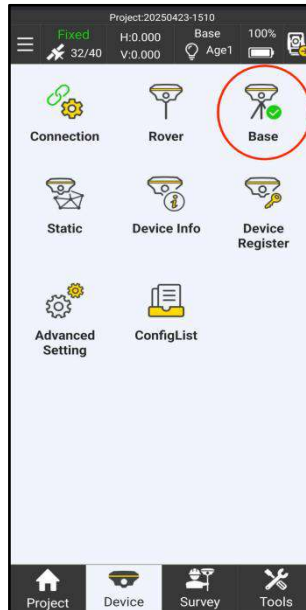 Project:20250423-1510
Fixed
H:0.000
Base
100%
32/40
V:0.000
Age1
Connection
Rover
Base
Static
Device Info
Device
Register
Advanced
Setting
ConfigList
Project
Device
Survey
Tools